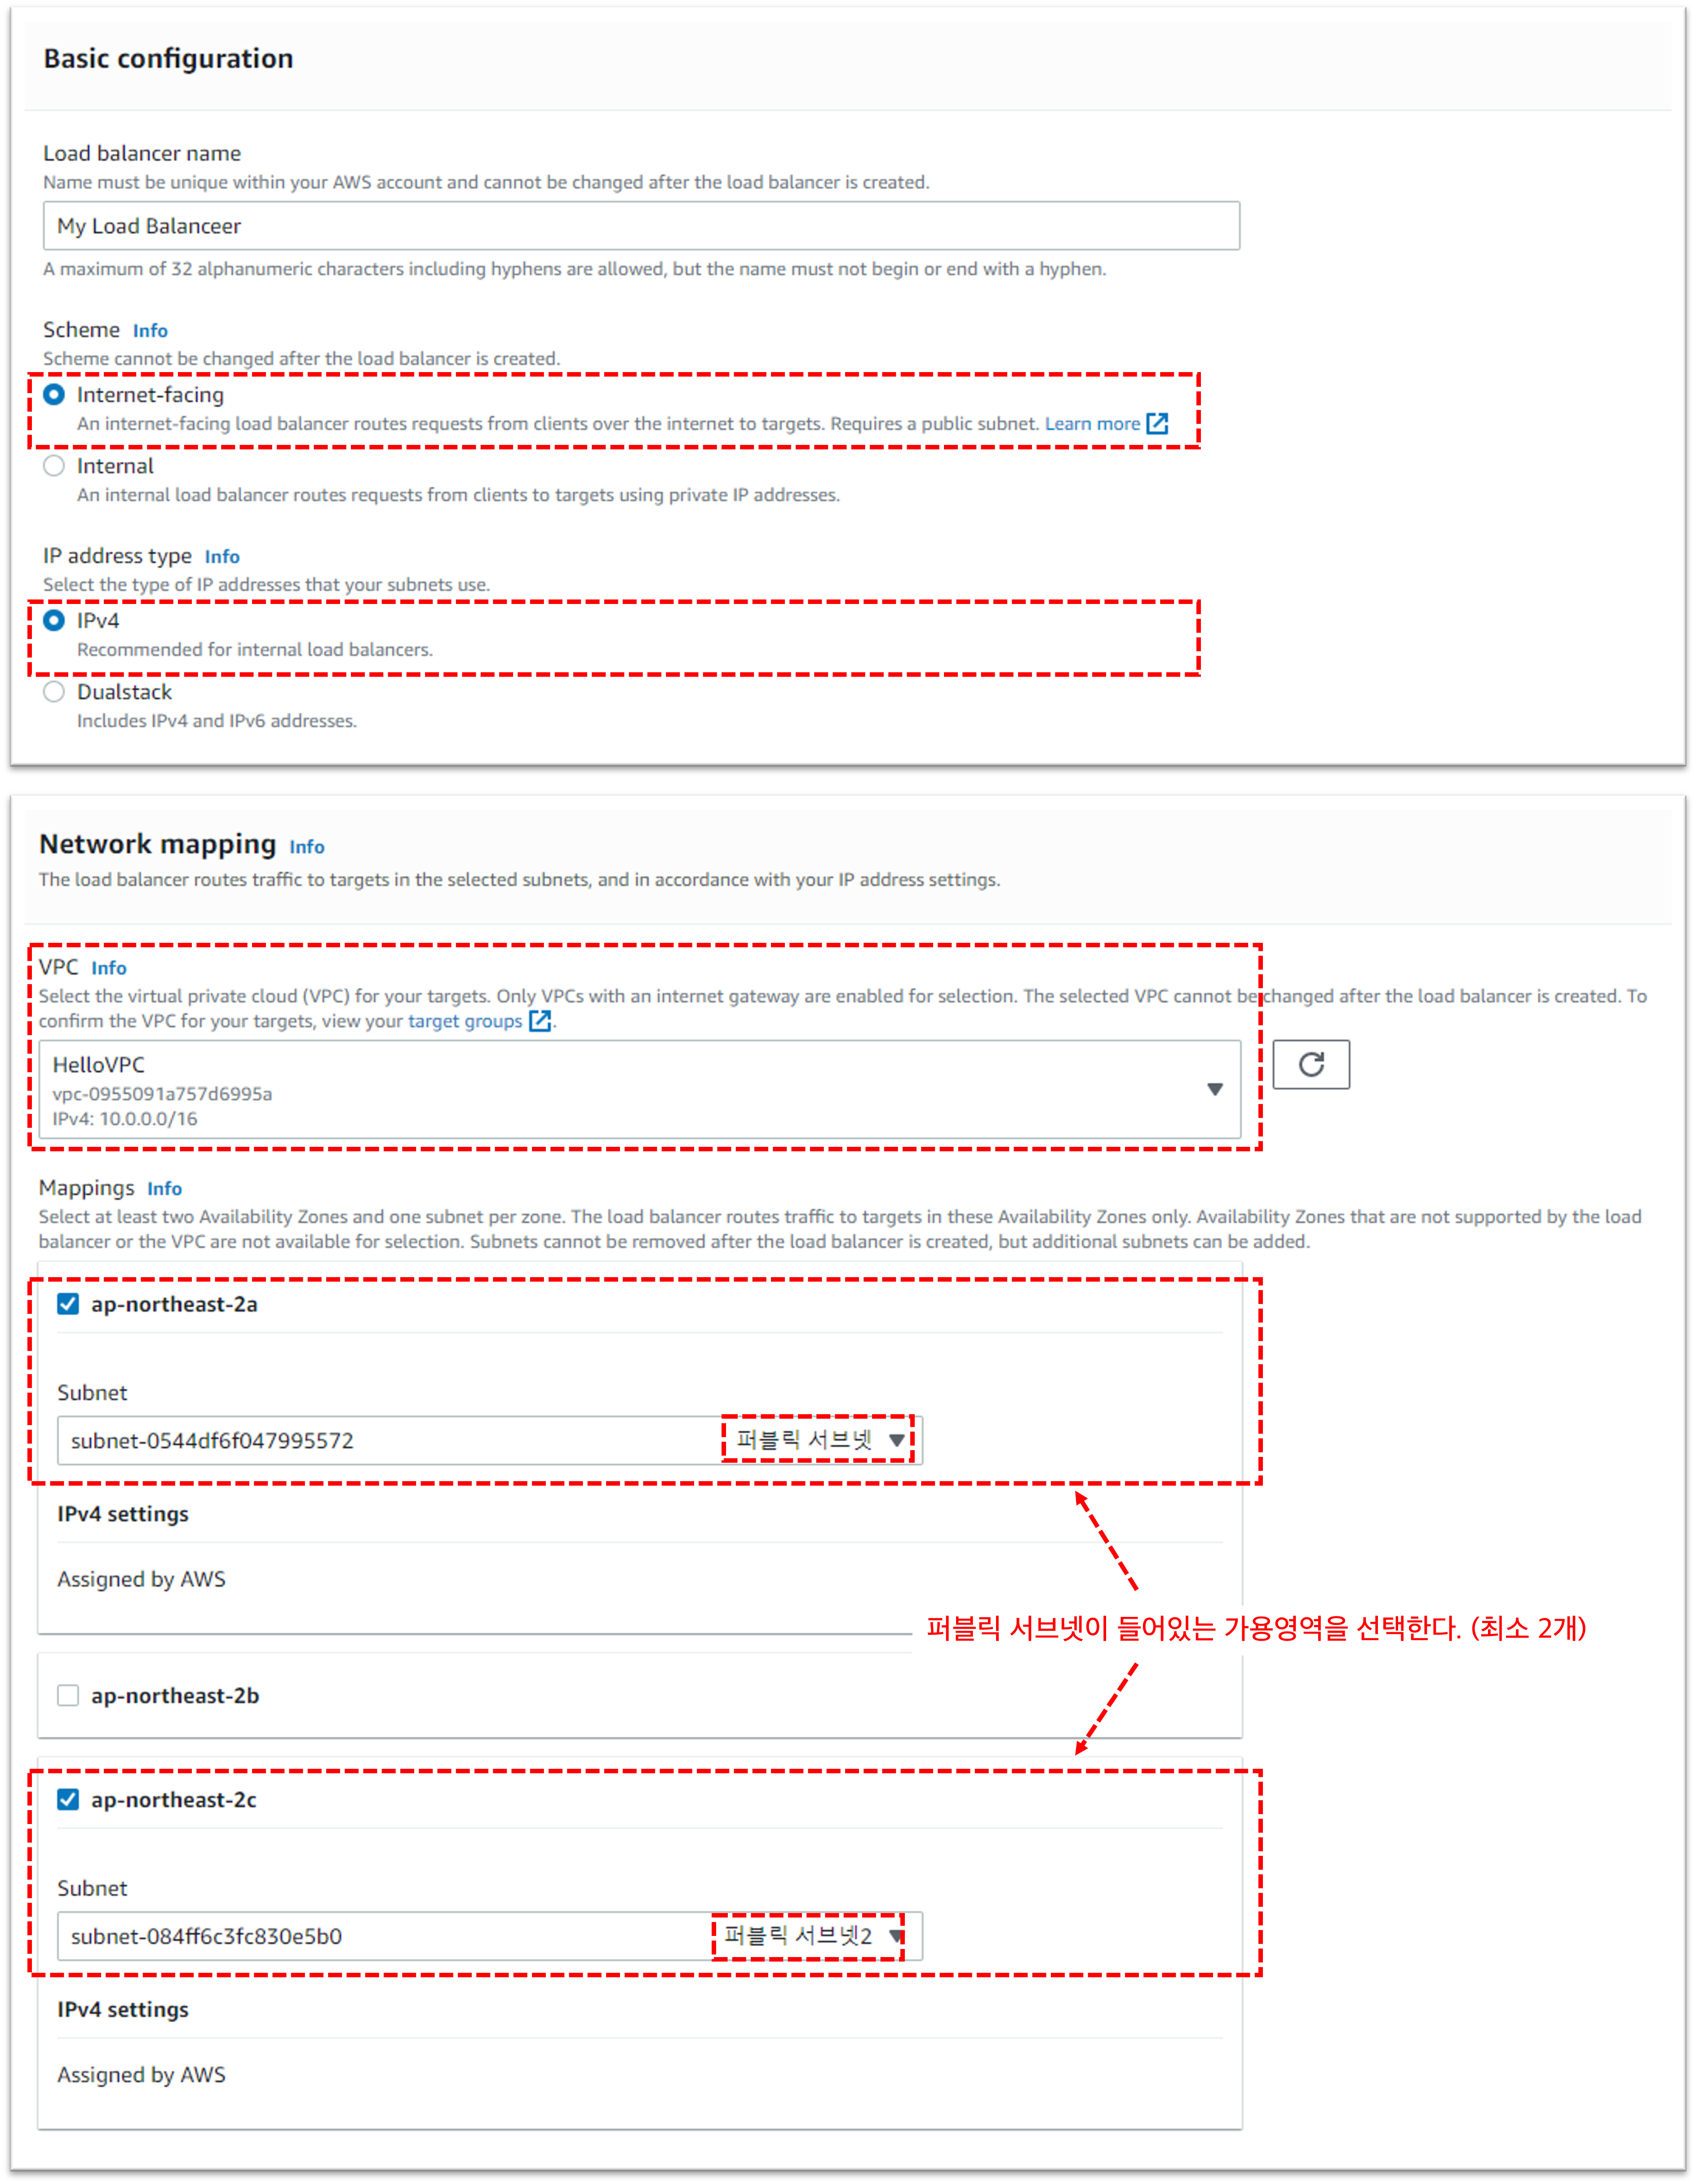 Basic configuration
Load balancer name
Name must be unique within your AWS account and cannot be changed after the load balancer is created.
My Load Balanceer
A maximum of 32 alphanumeric characters including hyphens are allowed, but the name must not begin or end with a hyphen.
Scheme Info
Scheme cannot be changed after the load balancer is created.
Internet-facing
An internet-facing load balancer routes requests from clients over the internet to targets. Requires a public subnet. Learn more
Internal
An internal load balancer routes requests from clients to targets using private IP addresses.
IP address type Info
Select the type of IP addresses that your subnets use.
IPv4
Recommended for internal load balancers.
Dualstack
Includes IPv4 and IPv6 addresses.
Network mapping Info
The load balancer routes traffic to targets in the selected subnets, and in accordance with your IP address settings.
VPC Info
Select the virtual private cloud (VPC) for your targets. Only VPCs with an internet gateway are enabled for selection. The selected VPC cannot be changed after the load balancer is created. To
confirm the VPC for your targets, view your target groups.
HelloVPC
vpc-0955091a757d6995a
IPv4: 10.0.0.0/16
Mappings Info
Select at least two Availability Zones and one subnet per zone. The load balancer routes traffic to targets in these Availability Zones only. Availability Zones that are not supported by the load
balancer or the VPC are not available for selection. Subnets cannot be removed after the load balancer is created, but additional subnets can be added.
ap-northeast-2a
Subnet
subnet-0544df6f047995572 퍼블릭 서브넷
IPv4 settings
Assigned by AWS
퍼블릭 서브넷이 들어있는 가용영역을 선택한다. (최소 2개)
ap-northeast-2b
ap-northeast-2c
Subnet
subnet-084ff6c3fc830e5b0 퍼블릭 서브넷2
IPv4 settings
Assigned by AWS